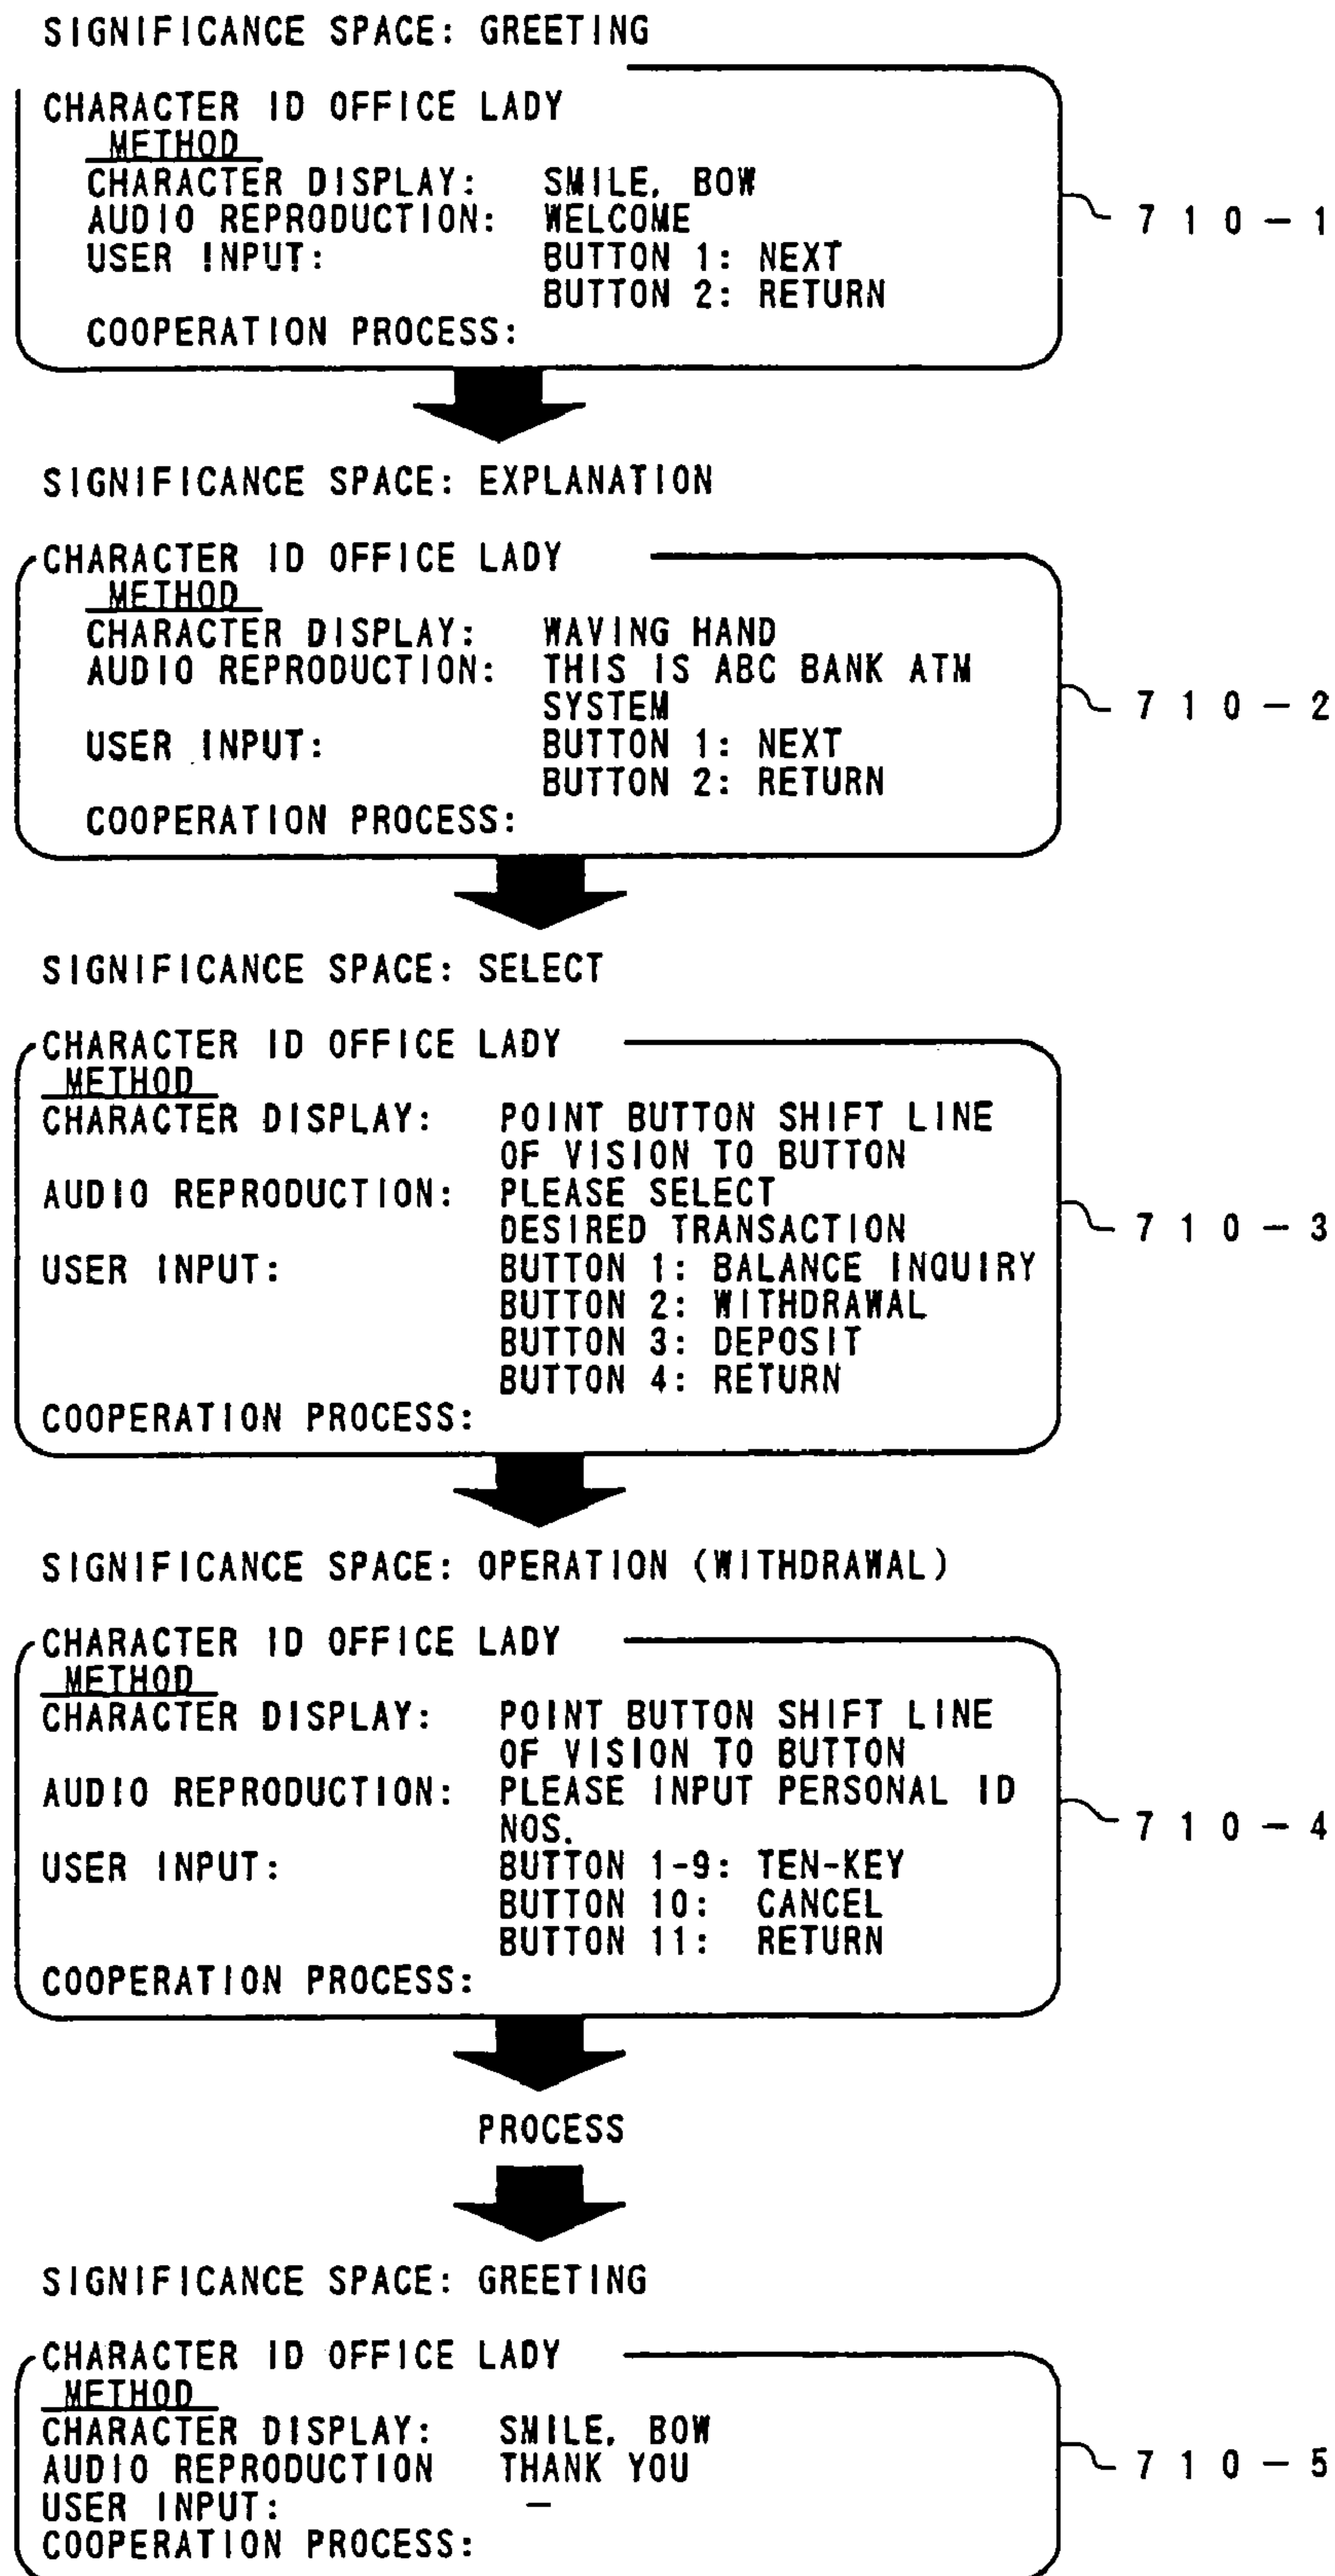 SIGNIFICANCE SPACE: GREETING
CHARACTER ID OFFICE LADY
METHOD
CHARACTER DISPLAY: SMILE, BOW
AUDIO REPRODUCTION: WELCOME
USER INPUT: BUTTON 1: NEXT
BUTTON 2: RETURN
COOPERATION PROCESS:
710-1
SIGNIFICANCE SPACE: EXPLANATION
CHARACTER ID OFFICE LADY
METHOD
CHARACTER DISPLAY: WAVING HAND
AUDIO REPRODUCTION: THIS IS ABC BANK ATM
SYSTEM
USER INPUT: BUTTON 1: NEXT
BUTTON 2: RETURN
COOPERATION PROCESS:
710-2
SIGNIFICANCE SPACE: SELECT
CHARACTER ID OFFICE LADY
METHOD
CHARACTER DISPLAY: POINT BUTTON SHIFT LINE
OF VISION TO BUTTON
AUDIO REPRODUCTION: PLEASE SELECT
DESIRED TRANSACTION
USER INPUT: BUTTON 1: BALANCE INQUIRY
BUTTON 2: WITHDRAWAL
BUTTON 3: DEPOSIT
BUTTON 4: RETURN
COOPERATION PROCESS:
710-3
SIGNIFICANCE SPACE: OPERATION (WITHDRAWAL)
CHARACTER ID OFFICE LADY
METHOD
CHARACTER DISPLAY: POINT BUTTON SHIFT LINE
OF VISION TO BUTTON
AUDIO REPRODUCTION: PLEASE INPUT PERSONAL ID
NOS.
USER INPUT: BUTTON 1-9: TEN-KEY
BUTTON 10: CANCEL
BUTTON 11: RETURN
COOPERATION PROCESS:
710-4
PROCESS
SIGNIFICANCE SPACE: GREETING
CHARACTER ID OFFICE LADY
METHOD
CHARACTER DISPLAY: SMILE, BOW
AUDIO REPRODUCTION THANK YOU
USER INPUT: —
COOPERATION PROCESS:
710-5